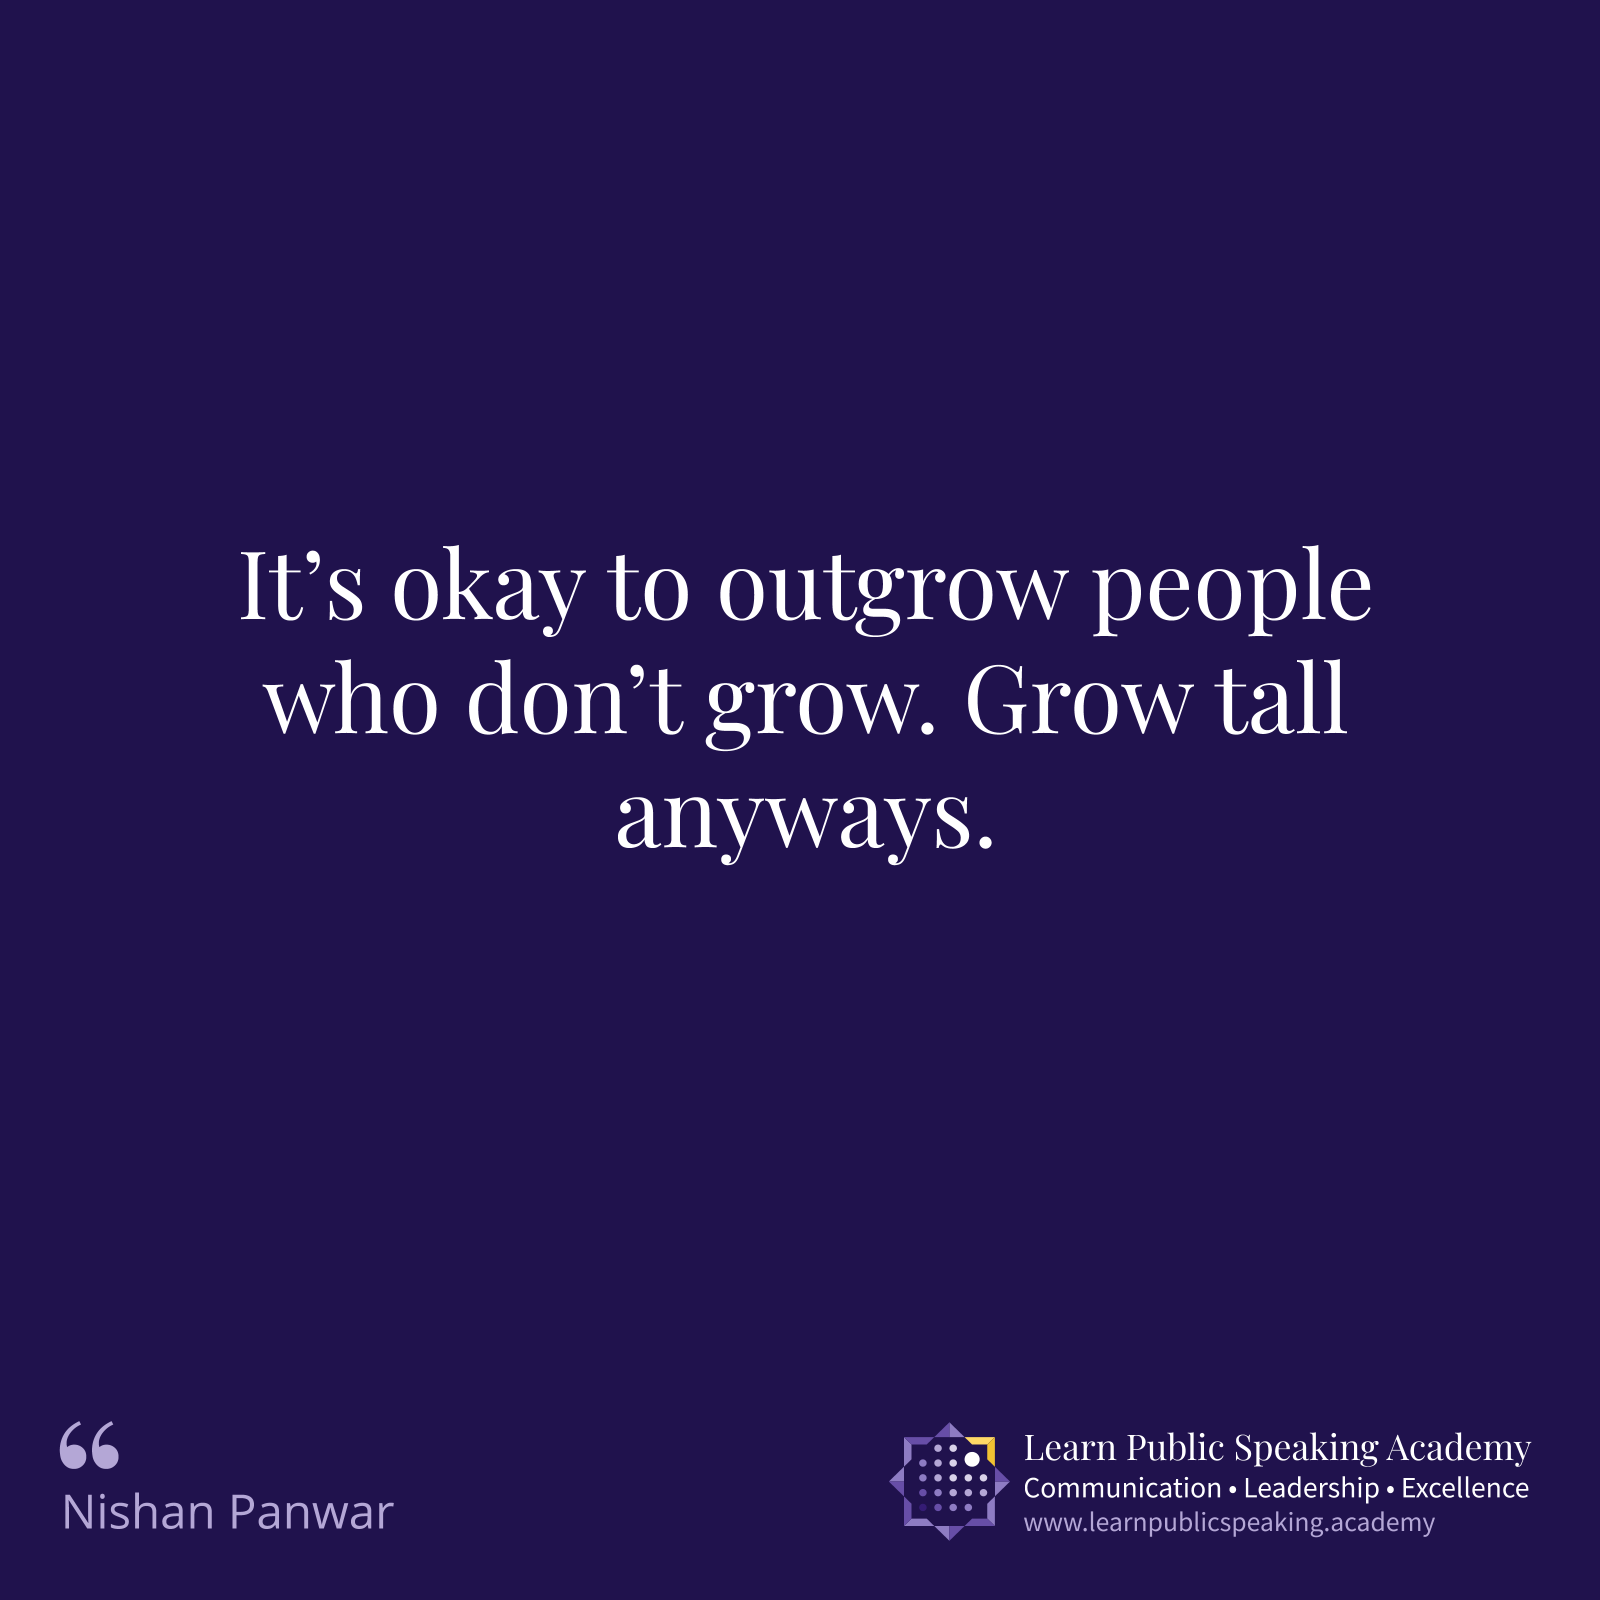 It’s okay to outgrow people
who don’t grow. Grow tall
anyways.
“
Nishan Panwar
Learn Public Speaking Academy
Communication • Leadership • Excellence
www.learnpublicspeaking.academy